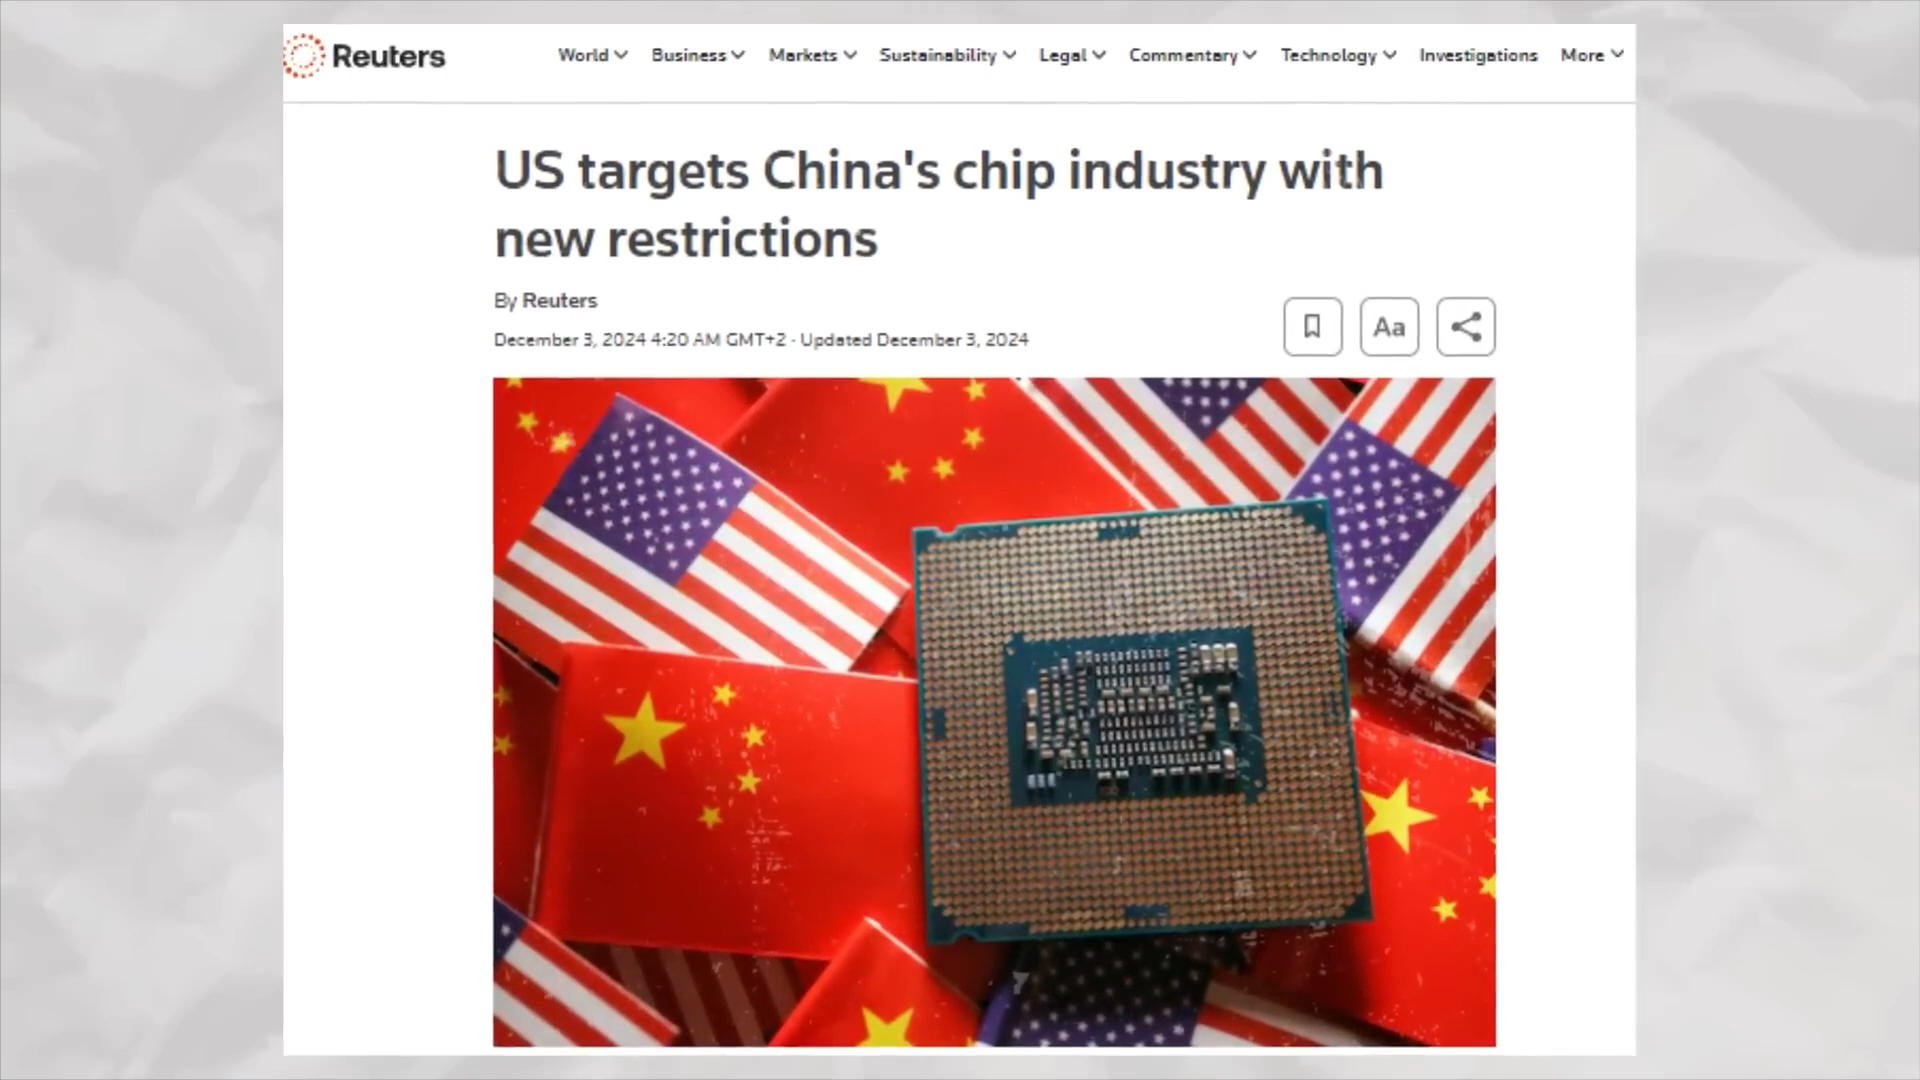 Reuters
World Business Markets Sustainability Legal Commentary Technology Investigations More
US targets China's chip industry with
new restrictions
By Reuters
December 3, 2024 4:20 AM GMT+2 · Updated December 3, 2024
Aa